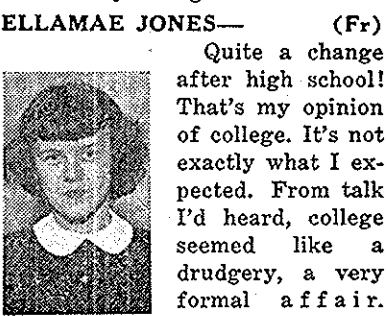 ELLAMAE JONES— (Fr)
Quite a change
after high school!
That's my opinion
of college. It's not
exactly what I ex-
pected. From talk
I'd heard, college
seemed like a
drudgery, a very
formal affair.